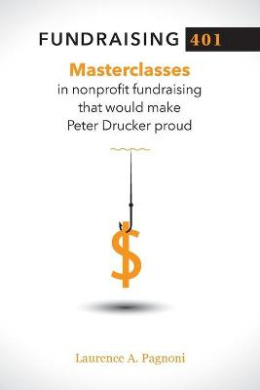 FUNDRAISING 401
Masterclasses
in nonprofit fundraising
that would make
Peter Drucker proud
$
Laurence A. Pagnoni